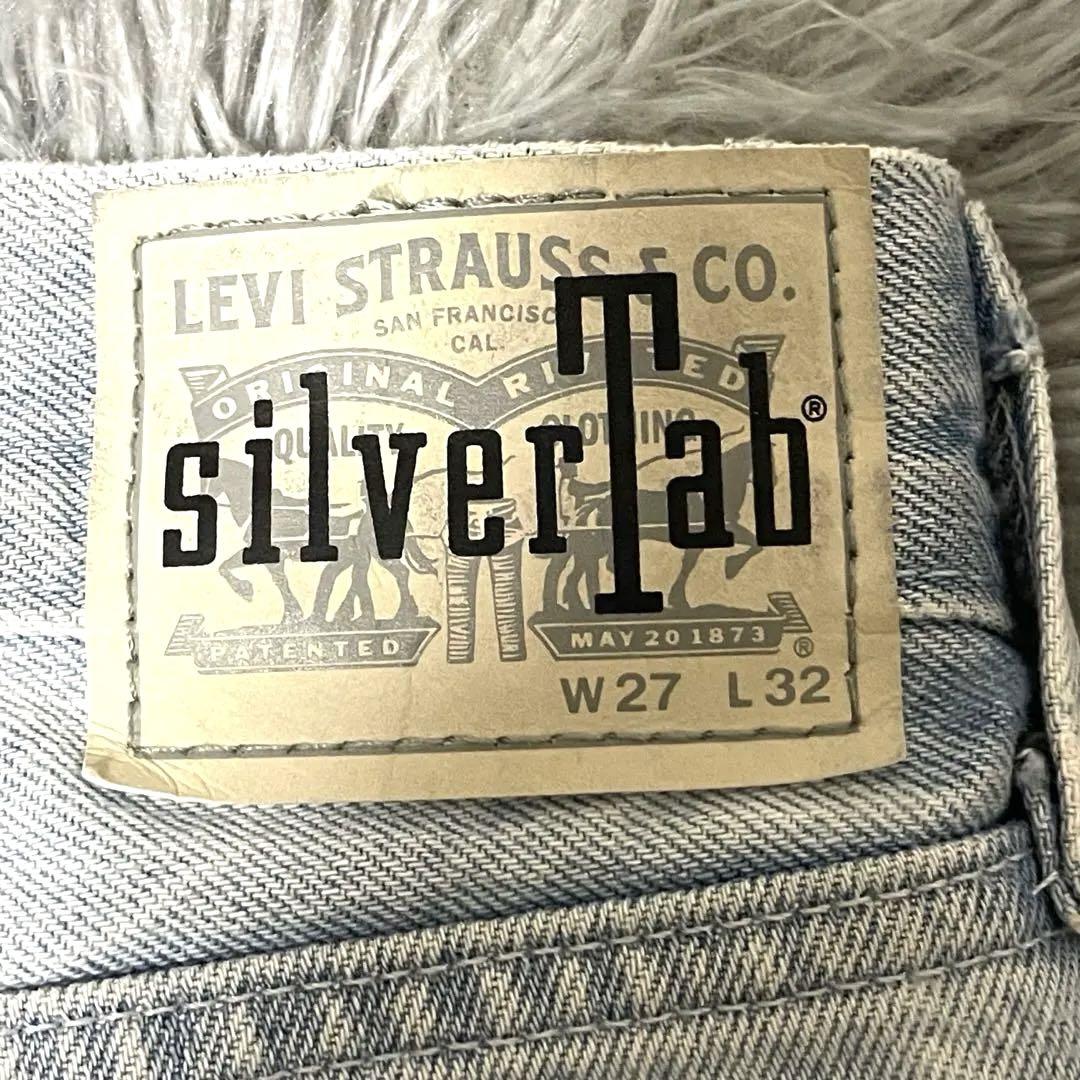 LEVI STRAUSS & CO.
SAN FRANCISCO
CAL.
ORIGINAL RIVETED
QUALITY CLOTHING
silverTab®
PATENTED MAY 20 1873 ®
W27 L32